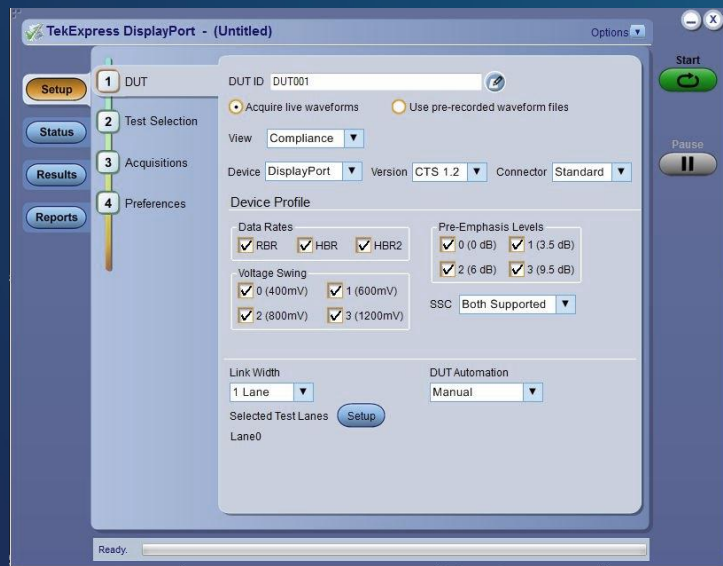 TekExpress DisplayPort - (Untitled)
Options
Start
Pause
Setup
Status
Results
Reports
1 DUT
2 Test Selection
3 Acquisitions
4 Preferences
DUT ID DUT001
Acquire live waveforms Use pre-recorded waveform files
View Compliance
Device DisplayPort Version CTS 1.2 Connector Standard
Device Profile
Data Rates
RBR HBR HBR2
Voltage Swing
0 (400mV) 1 (600mV)
2 (800mV) 3 (1200mV)
Pre-Emphasis Levels
0 (0 dB) 1 (3.5 dB)
2 (6 dB) 3 (9.5 dB)
SSC Both Supported
Link Width
1 Lane
Selected Test Lanes Setup
Lane0
DUT Automation
Manual
Ready.